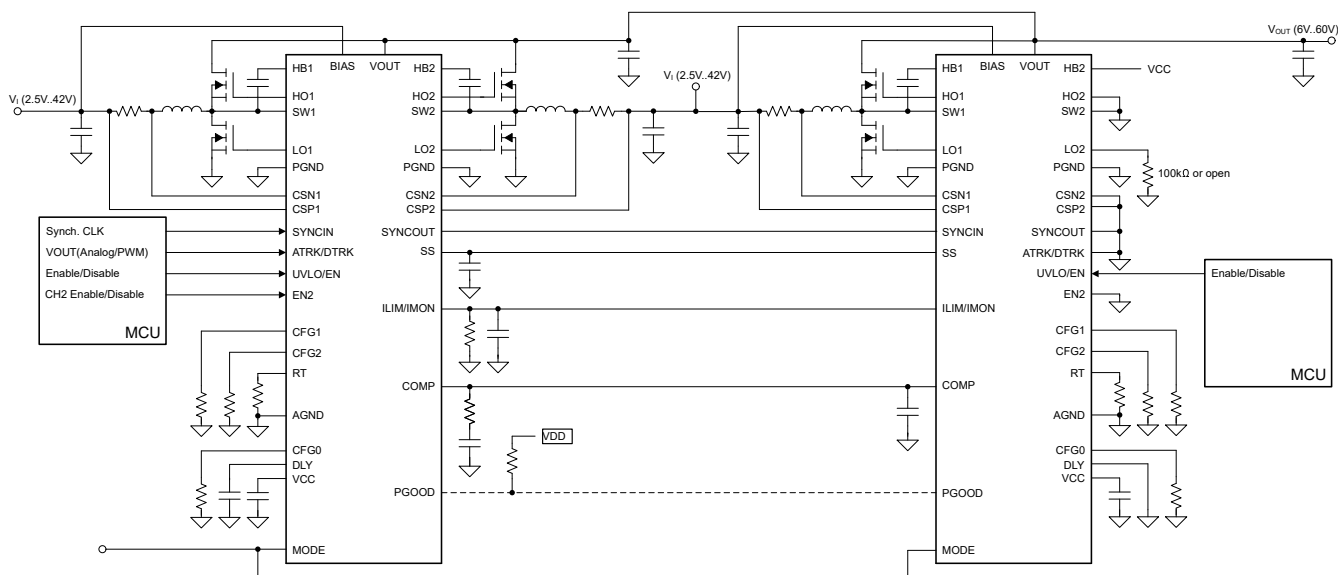 V_I (2.5V..42V)
Synch. CLK
VOUT(Analog/PWM)
Enable/Disable
CH2 Enable/Disable
MCU
BIAS
VOUT
HB1
HO1
SW1
LO1
PGND
CSN1
CSP1
SYNCIN
ATRK/DTRK
UVLO/EN
EN2
CFG1
CFG2
RT
AGND
CFG0
DLY
VCC
MODE
HB2
HO2
SW2
LO2
PGND
CSN2
CSP2
SYNCOUT
SS
ILIM/IMON
COMP
PGOOD
VDD
V_I (2.5V..42V)
BIAS
VOUT
HB1
HO1
SW1
LO1
PGND
CSN1
CSP1
SYNCIN
SS
ILIM/IMON
COMP
PGOOD
MODE
HB2
HO2
SW2
LO2
PGND
CSN2
CSP2
SYNCOUT
ATRK/DTRK
UVLO/EN
EN2
CFG1
CFG2
RT
AGND
CFG0
DLY
VCC
VCC
V_OUT (6V..60V)
100kΩ or open
Enable/Disable
MCU